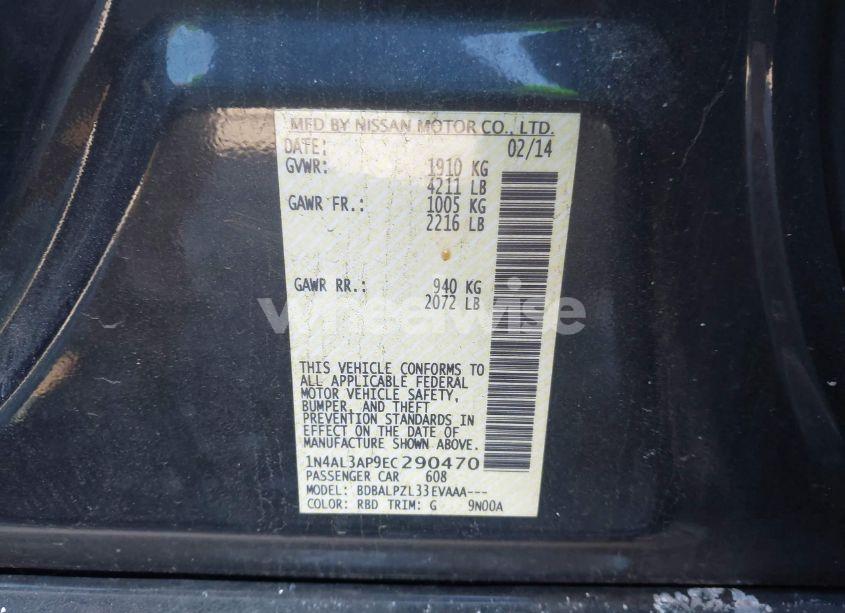 MFD BY NISSAN MOTOR CO., LTD.
DATE: 02/14
GVWR: 1910 KG
4211 LB
GAWR FR.: 1005 KG
2216 LB
GAWR RR.: 940 KG
2072 LB
wheelwise
THIS VEHICLE CONFORMS TO
ALL APPLICABLE FEDERAL
MOTOR VEHICLE SAFETY,
BUMPER, AND THEFT
PREVENTION STANDARDS IN
EFFECT ON THE DATE OF
MANUFACTURE SHOWN ABOVE.
1N4AL3AP9EC290470
PASSENGER CAR 608
MODEL: BDBALPZL33EVAAA---
COLOR: RBD TRIM: G 9N00A